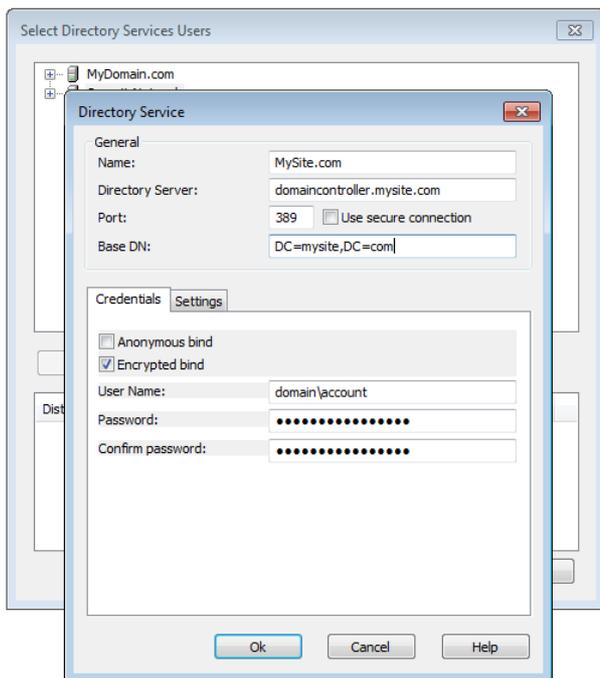 Select Directory Services Users
MyDomain.com
Directory Service
General
Name: MySite.com
Directory Server: domaincontroller.mysite.com
Port: 389 Use secure connection
Base DN: DC=mysite,DC=com
Credentials Settings
Anonymous bind
Encrypted bind
User Name: domain\account
Dist
Password: ••••••••••••••••
Confirm password: ••••••••••••••••
Ok Cancel Help